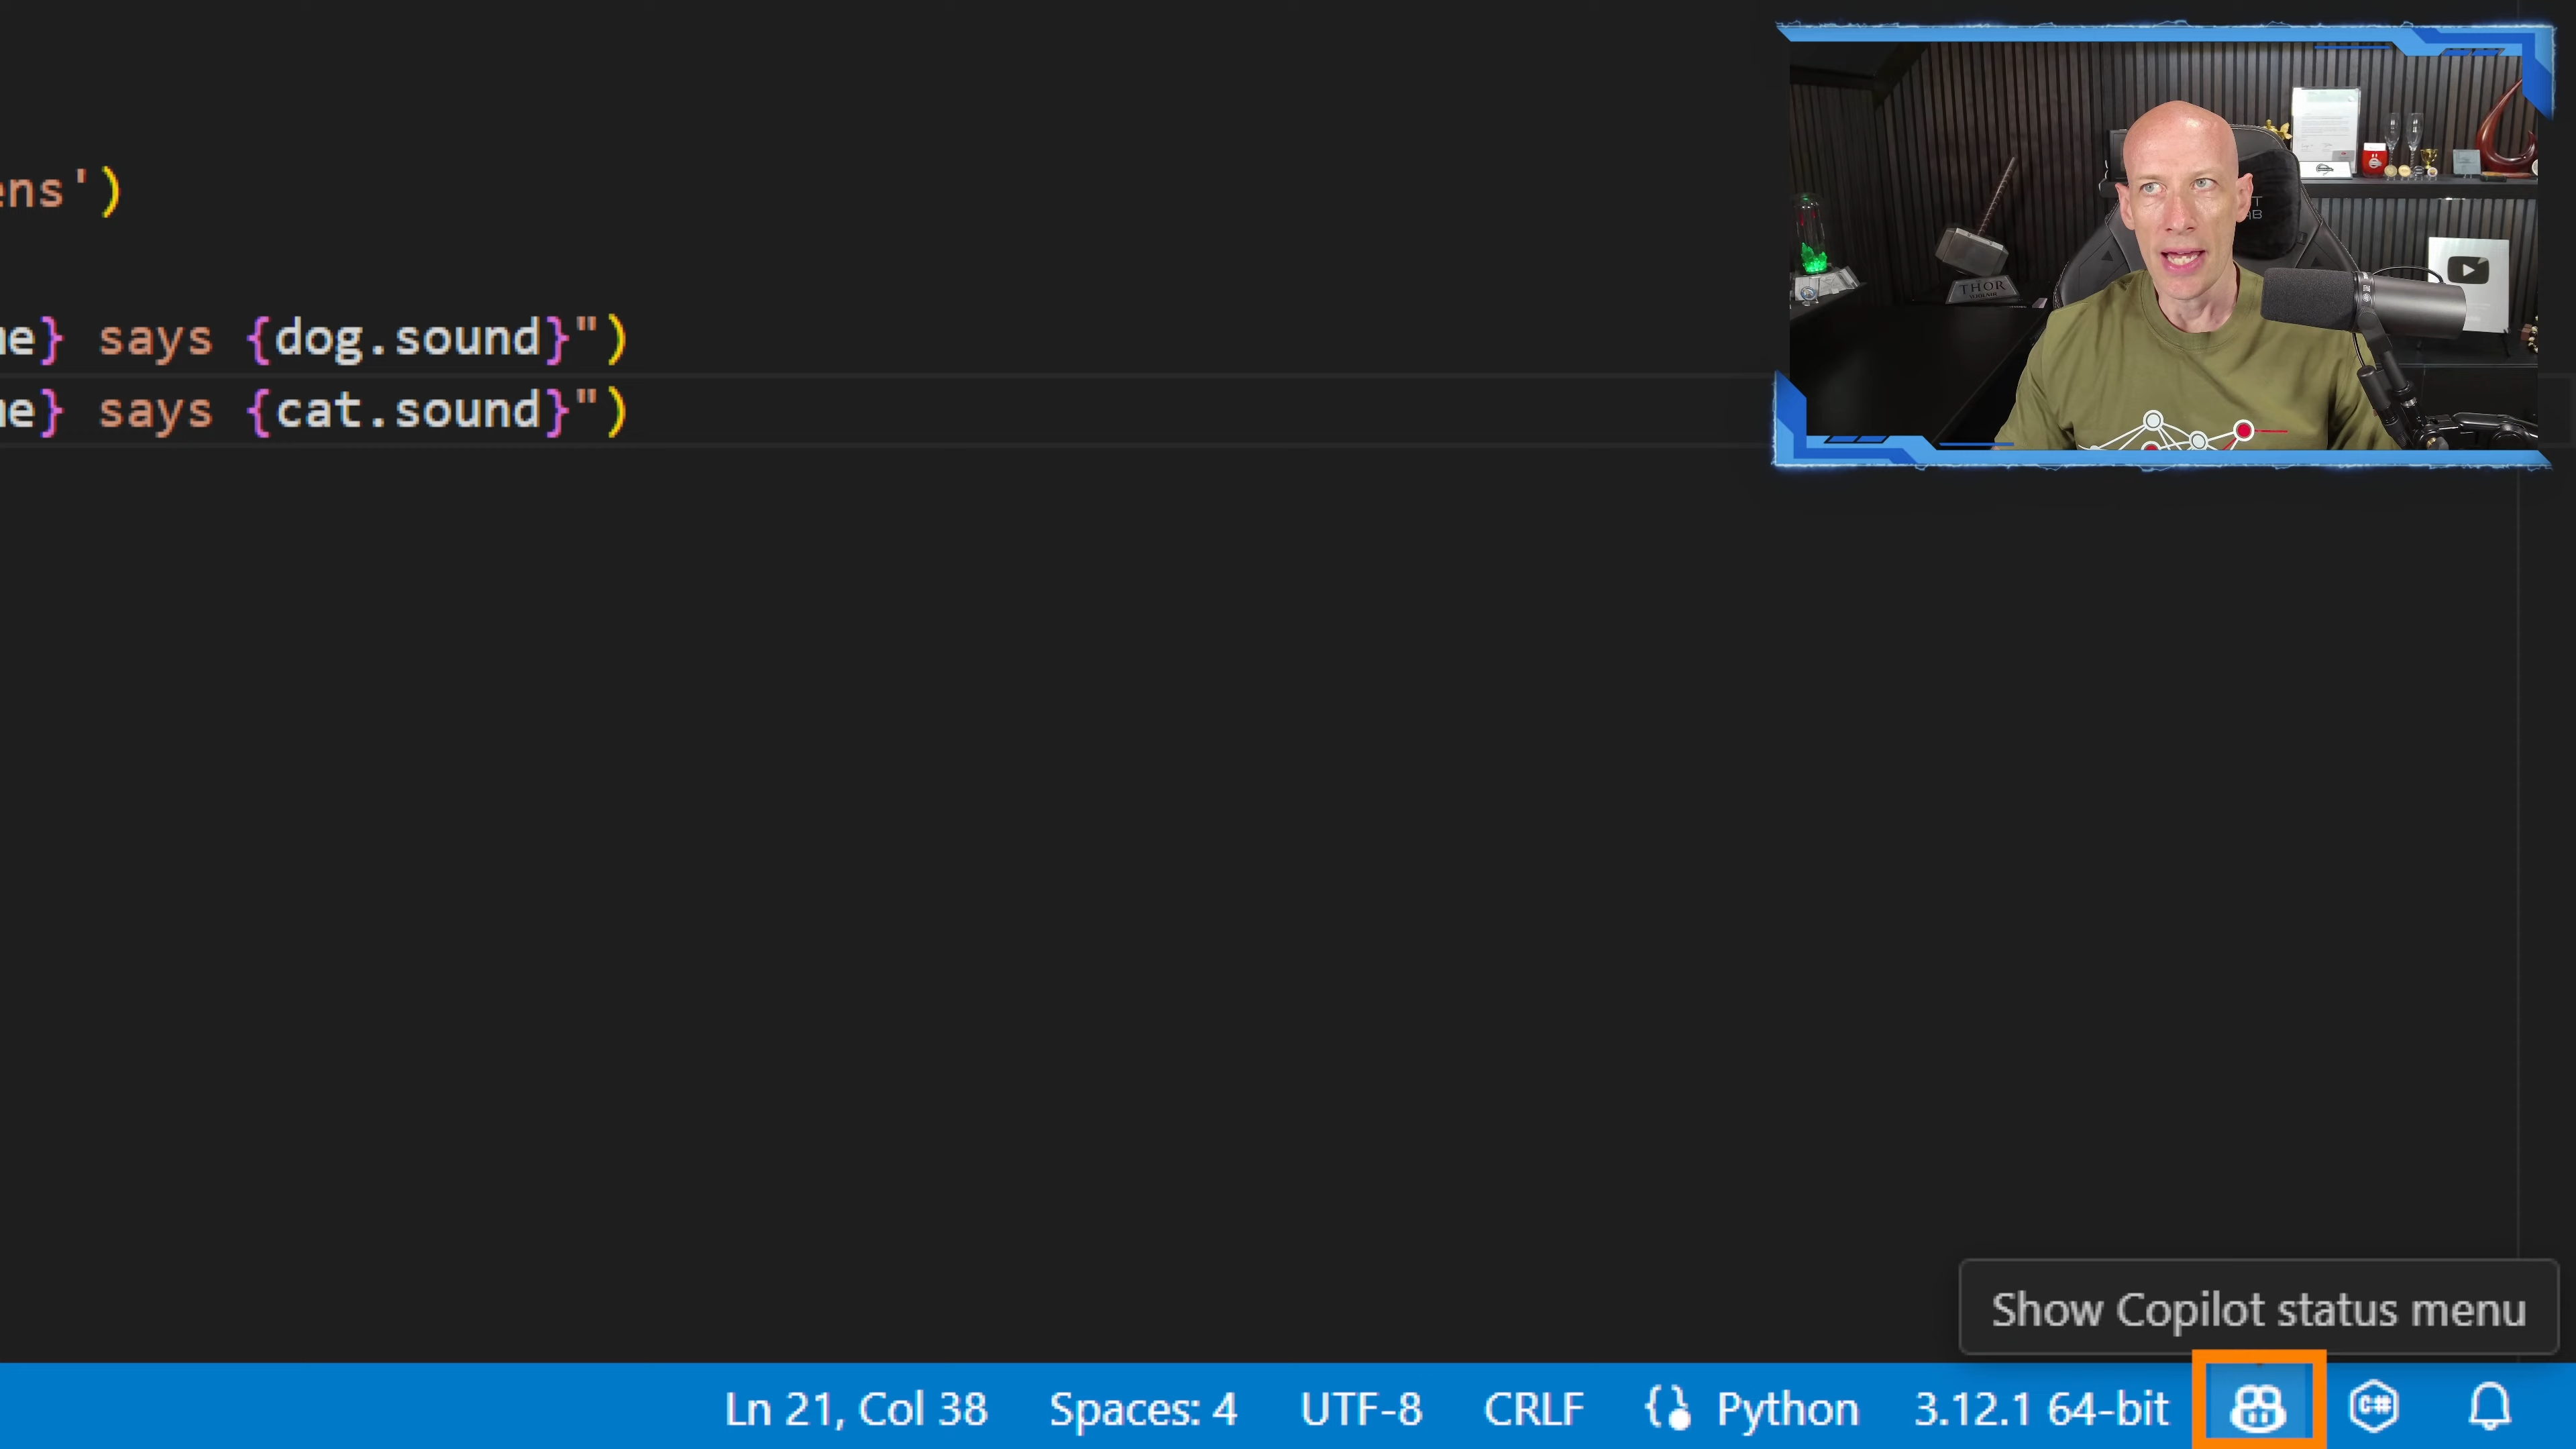 ens')
e} says {dog.sound}")
e} says {cat.sound}")
THOR
Show Copilot status menu
Ln 21, Col 38 Spaces: 4 UTF-8 CRLF {} Python 3.12.1 64-bit C#